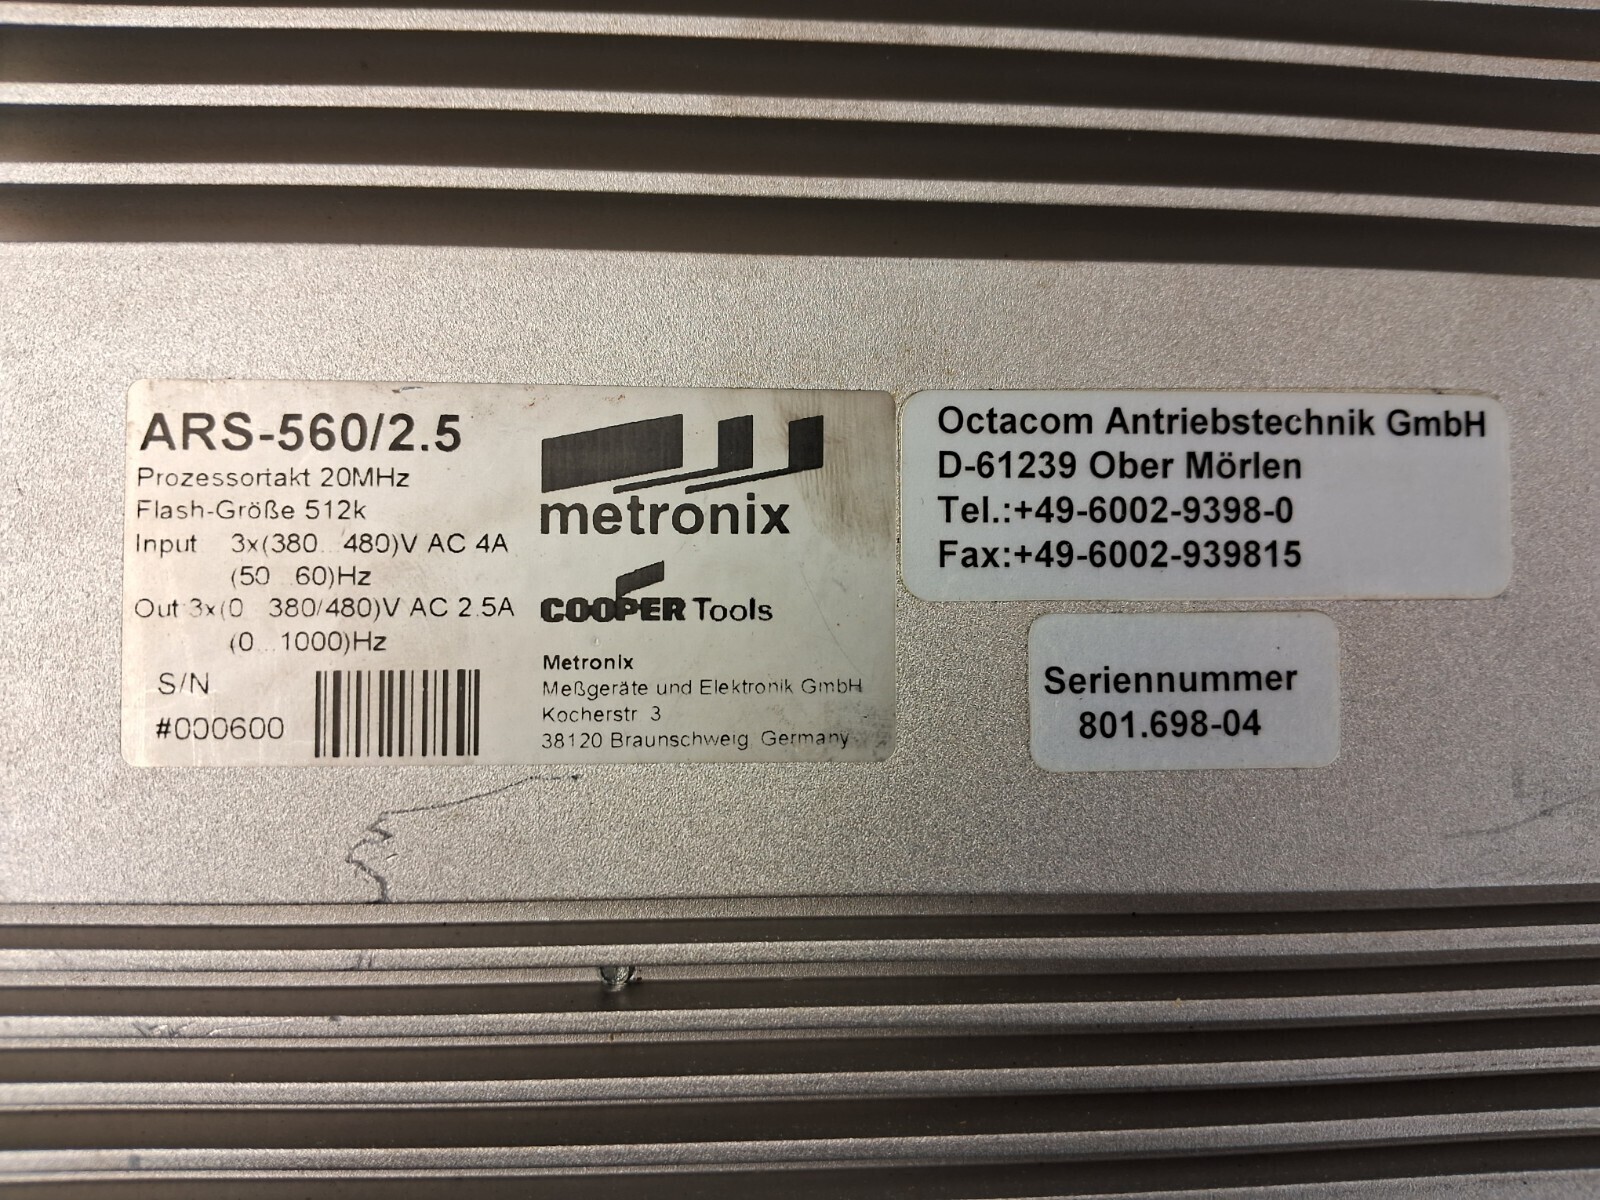 ARS-560/2.5
Prozessortakt 20MHz
Flash-Größe 512k
Input 3x(380...480)V AC 4A
(50...60)Hz
Out 3x(0...380/480)V AC 2.5A
(0...1000)Hz
S/N
#000600
metronix
COOPER Tools
Metronix
Meßgeräte und Elektronik GmbH
Kocherstr. 3
38120 Braunschweig, Germany
Octacom Antriebstechnik GmbH
D-61239 Ober Mörlen
Tel.:+49-6002-9398-0
Fax:+49-6002-939815
Seriennummer
801.698-04